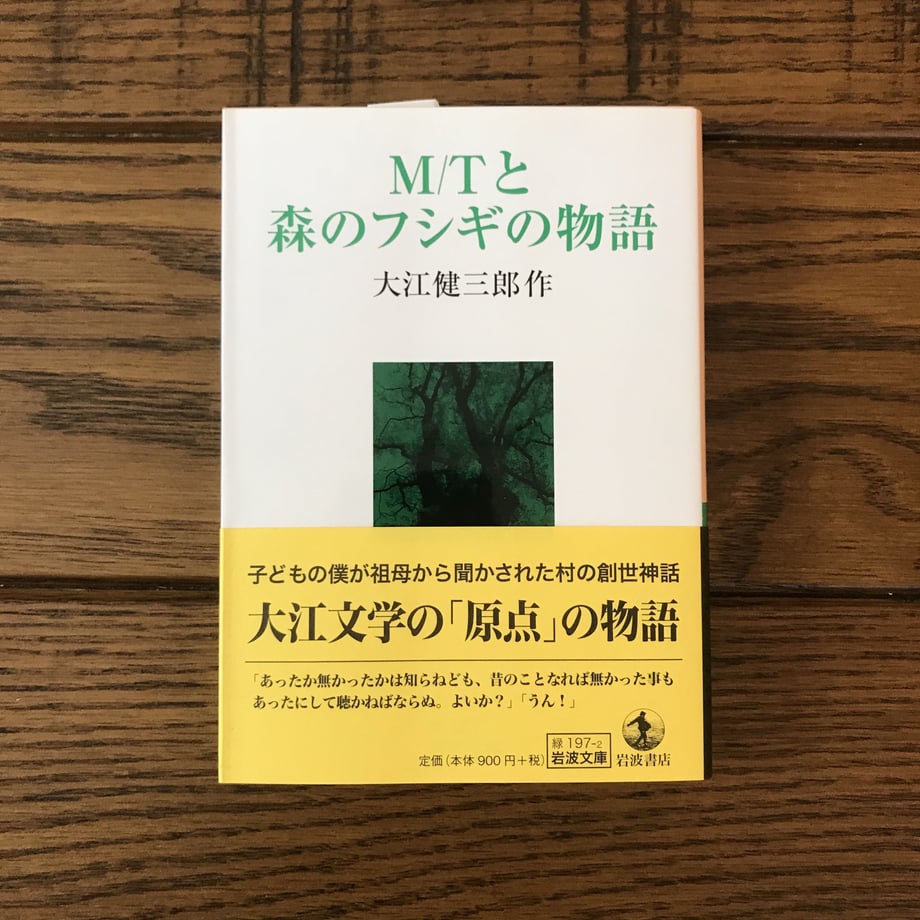 M/Tと
森のフシギの物語
大江健三郎作
子どもの僕が祖母から聞かされた村の創世神話
大江文学の「原点」の物語
「あったか無かったかは知らねども、昔のことなれば無かった事も
あったにして聴かねばならぬ。よいか?」「うん!」
定価(本体900円+税)
緑197-2
岩波文庫
岩波書店